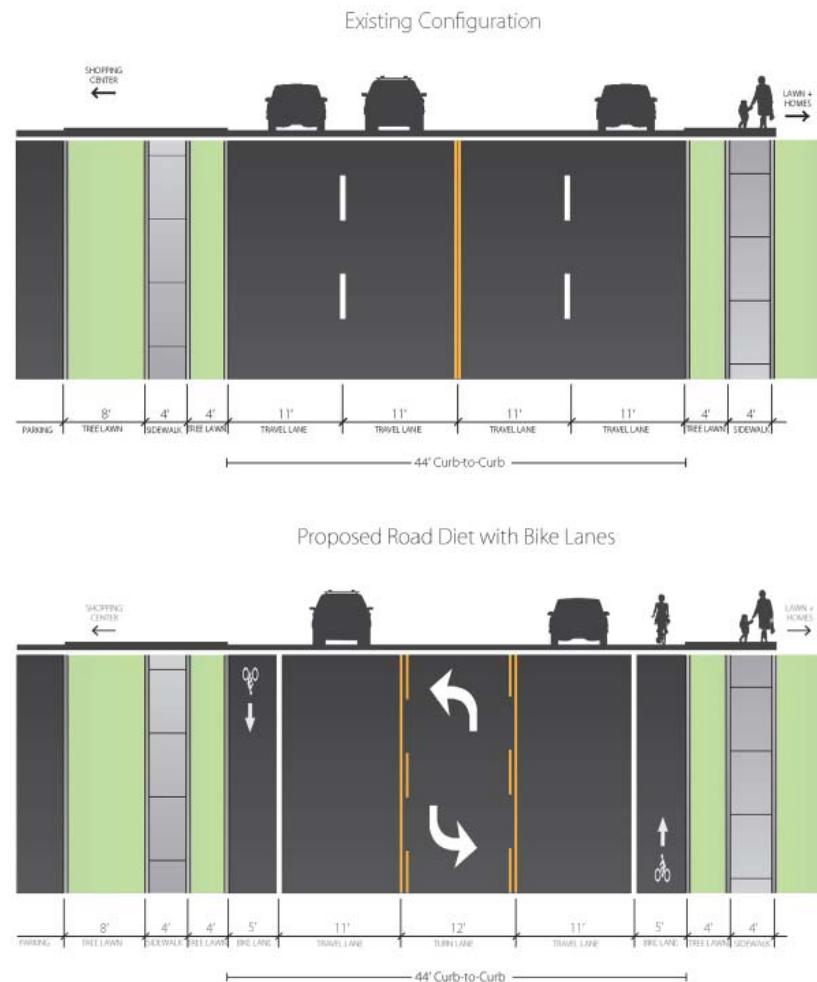 Existing Configuration
SHOPPING
CENTER
LAWN +
HOMES
8' 4' 4' 11' 11' 11' 11' 4' 4'
PARKING TREE LAWN SIDEWALK TREE LAWN TRAVEL LANE TRAVEL LANE TRAVEL LANE TRAVEL LANE TREE LAWN SIDEWALK
44' Curb-to-Curb
Proposed Road Diet with Bike Lanes
SHOPPING
CENTER
LAWN +
HOMES
8' 4' 4' 5' 11' 12' 11' 5' 4' 4'
PARKING TREE LAWN SIDEWALK TREE LAWN BIKE LANE TRAVEL LANE TURN LANE TRAVEL LANE BIKE LANE TREE LAWN SIDEWALK
44' Curb-to-Curb